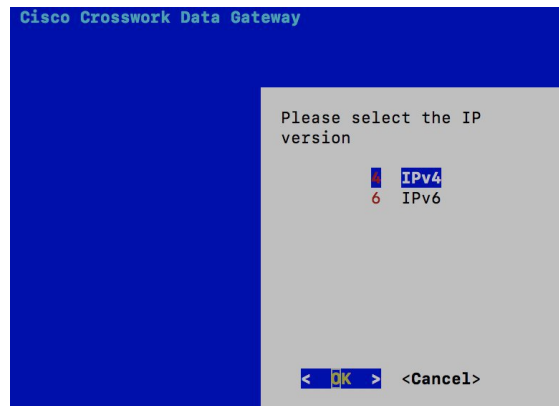 Cisco Crosswork Data Gateway
Please select the IP
version
4 IPv4
6 IPv6
< OK > <Cancel>